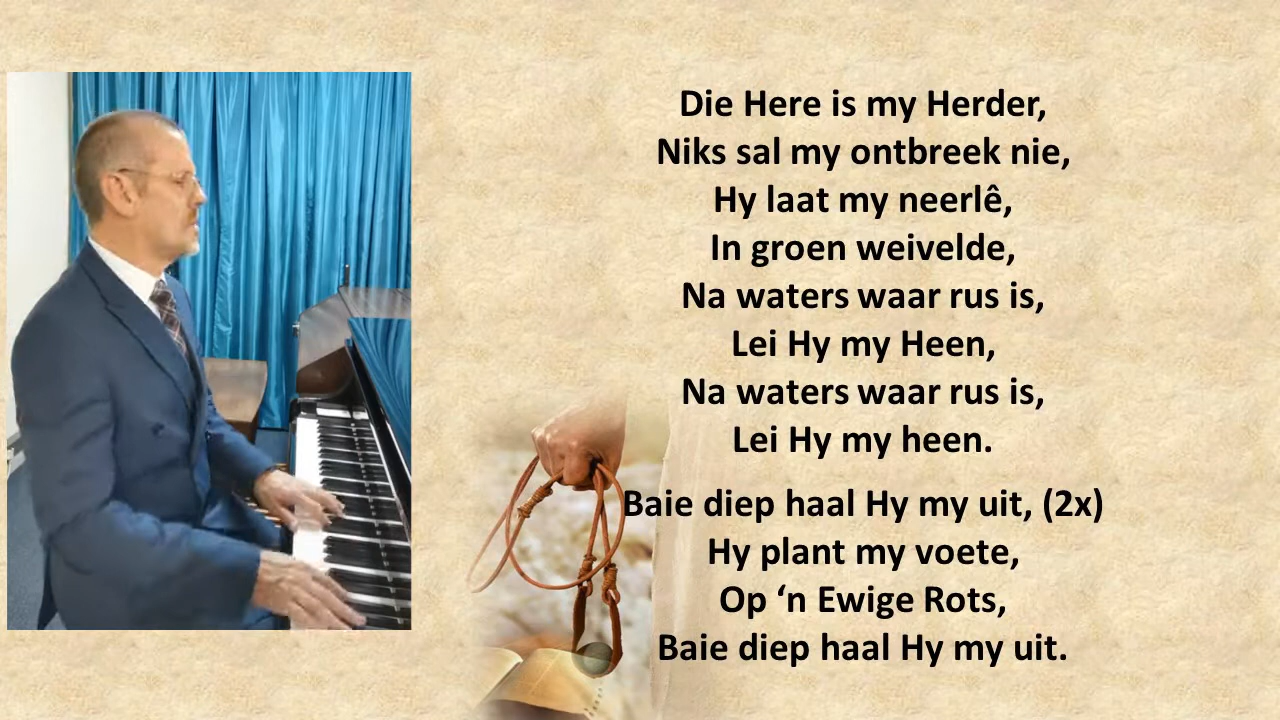 Die Here is my Herder,
Niks sal my ontbreek nie,
Hy laat my neerlê,
In groen weivelde,
Na waters waar rus is,
Lei Hy my Heen,
Na waters waar rus is,
Lei Hy my heen.
Baie diep haal Hy my uit, (2x)
Hy plant my voete,
Op ‘n Ewige Rots,
Baie diep haal Hy my uit.